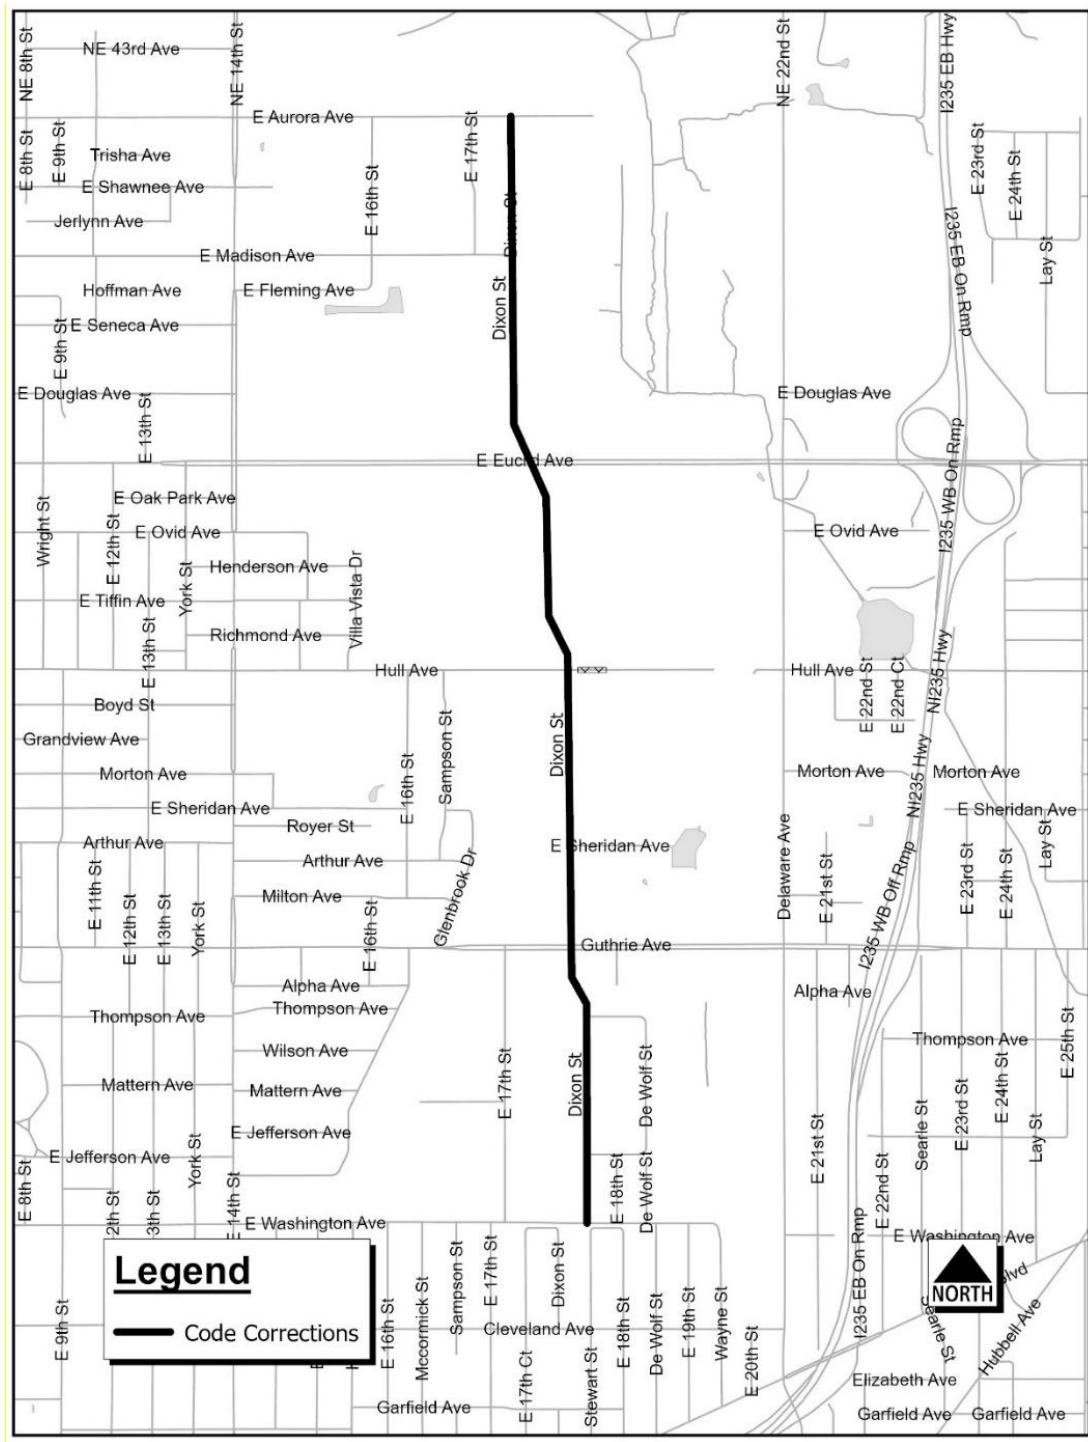 NE 8th St
NE 43rd Ave
NE 14th St
NE 22nd St
I235 EB Hwy
E Aurora Ave
E 8th St
E 9th St
Trisha Ave
E Shawnee Ave
Jerlynn Ave
E 16th St
E 17th St
Dixon St
E 23rd St
E 24th St
Lay St
I235 EB On Rmp
E Madison Ave
Hoffman Ave
E Fleming Ave
E Seneca Ave
E 9th St
Dixon St
E Douglas Ave
E 13th St
E Douglas Ave
E Euclid Ave
I235 WB On Rmp
E Oak Park Ave
Wright St
E 12th St
E Ovid Ave
E Ovid Ave
Henderson Ave
York St
Villa Vista Dr
E Tiffin Ave
Richmond Ave
E 13th St
Hull Ave
Hull Ave
E 22nd St
E 22nd Ct
NI235 Hwy
Boyd St
Grandview Ave
Sampson St
Dixon St
NI235 Hwy
Morton Ave
Morton Ave
Morton Ave
E 16th St
E Sheridan Ave
E Sheridan Ave
Royer St
Arthur Ave
Arthur Ave
E Sheridan Ave
Lay St
Delaware Ave
E 21st St
I235 WB Off Rmp
E 23rd St
E 24th St
E 11th St
E 12th St
E 13th St
York St
Milton Ave
Glenbrook Dr
E 16th St
Guthrie Ave
Alpha Ave
Alpha Ave
Thompson Ave
Thompson Ave
Thompson Ave
E 25th St
Wilson Ave
E 17th St
Dixon St
De Wolf St
Mattern Ave
Mattern Ave
E 21st St
Searle St
E 23rd St
E 24th St
Lay St
E Jefferson Ave
E Jefferson Ave
York St
E 8th St
2th St
3th St
E 14th St
E 18th St
De Wolf St
E 22nd St
E Washington Ave
E Washington Ave
Legend
Code Corrections
NORTH
lvd
I235 EB On Rmp
Searle St
Hubbell Ave
E 9th St
E 16th St
Mccormick St
Sampson St
E 17th St
Dixon St
Cleveland Ave
E 17th Ct
Stewart St
E 18th St
De Wolf St
E 19th St
Wayne St
E 20th St
Elizabeth Ave
Garfield Ave
Garfield Ave
Garfield Ave